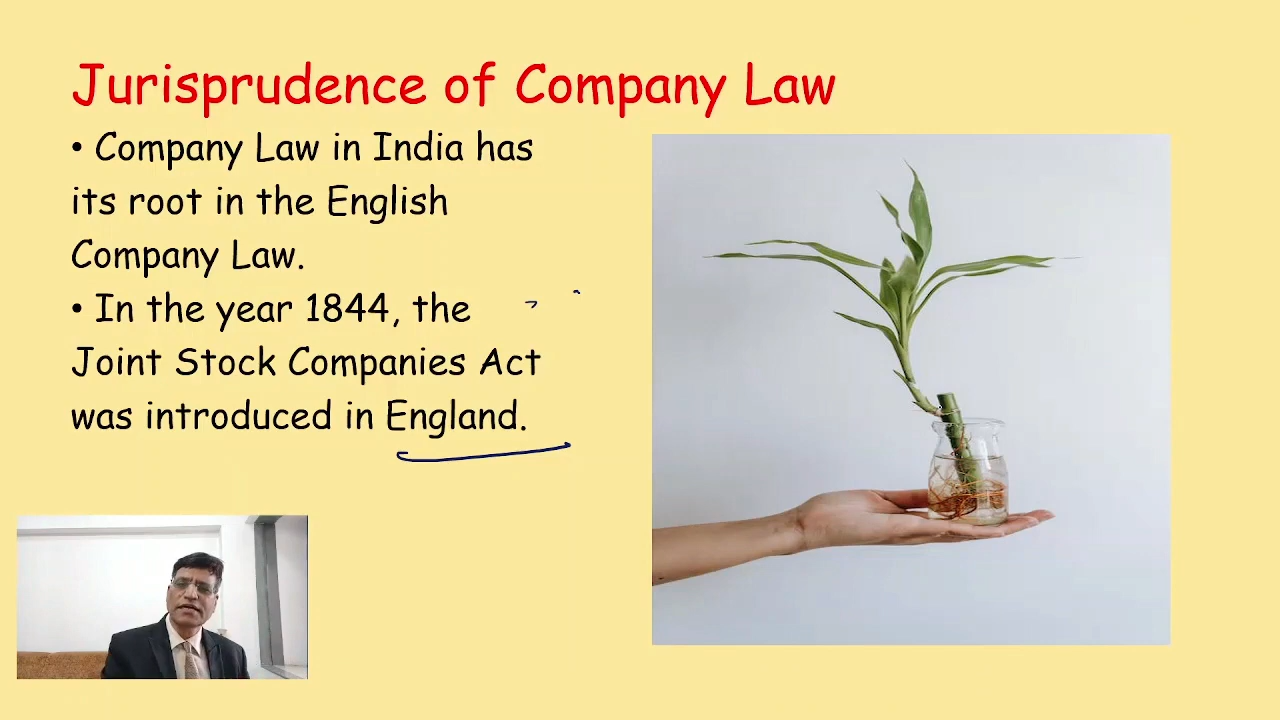 Jurisprudence of Company Law
• Company Law in India has
its root in the English
Company Law.
• In the year 1844, the
Joint Stock Companies Act
was introduced in England.